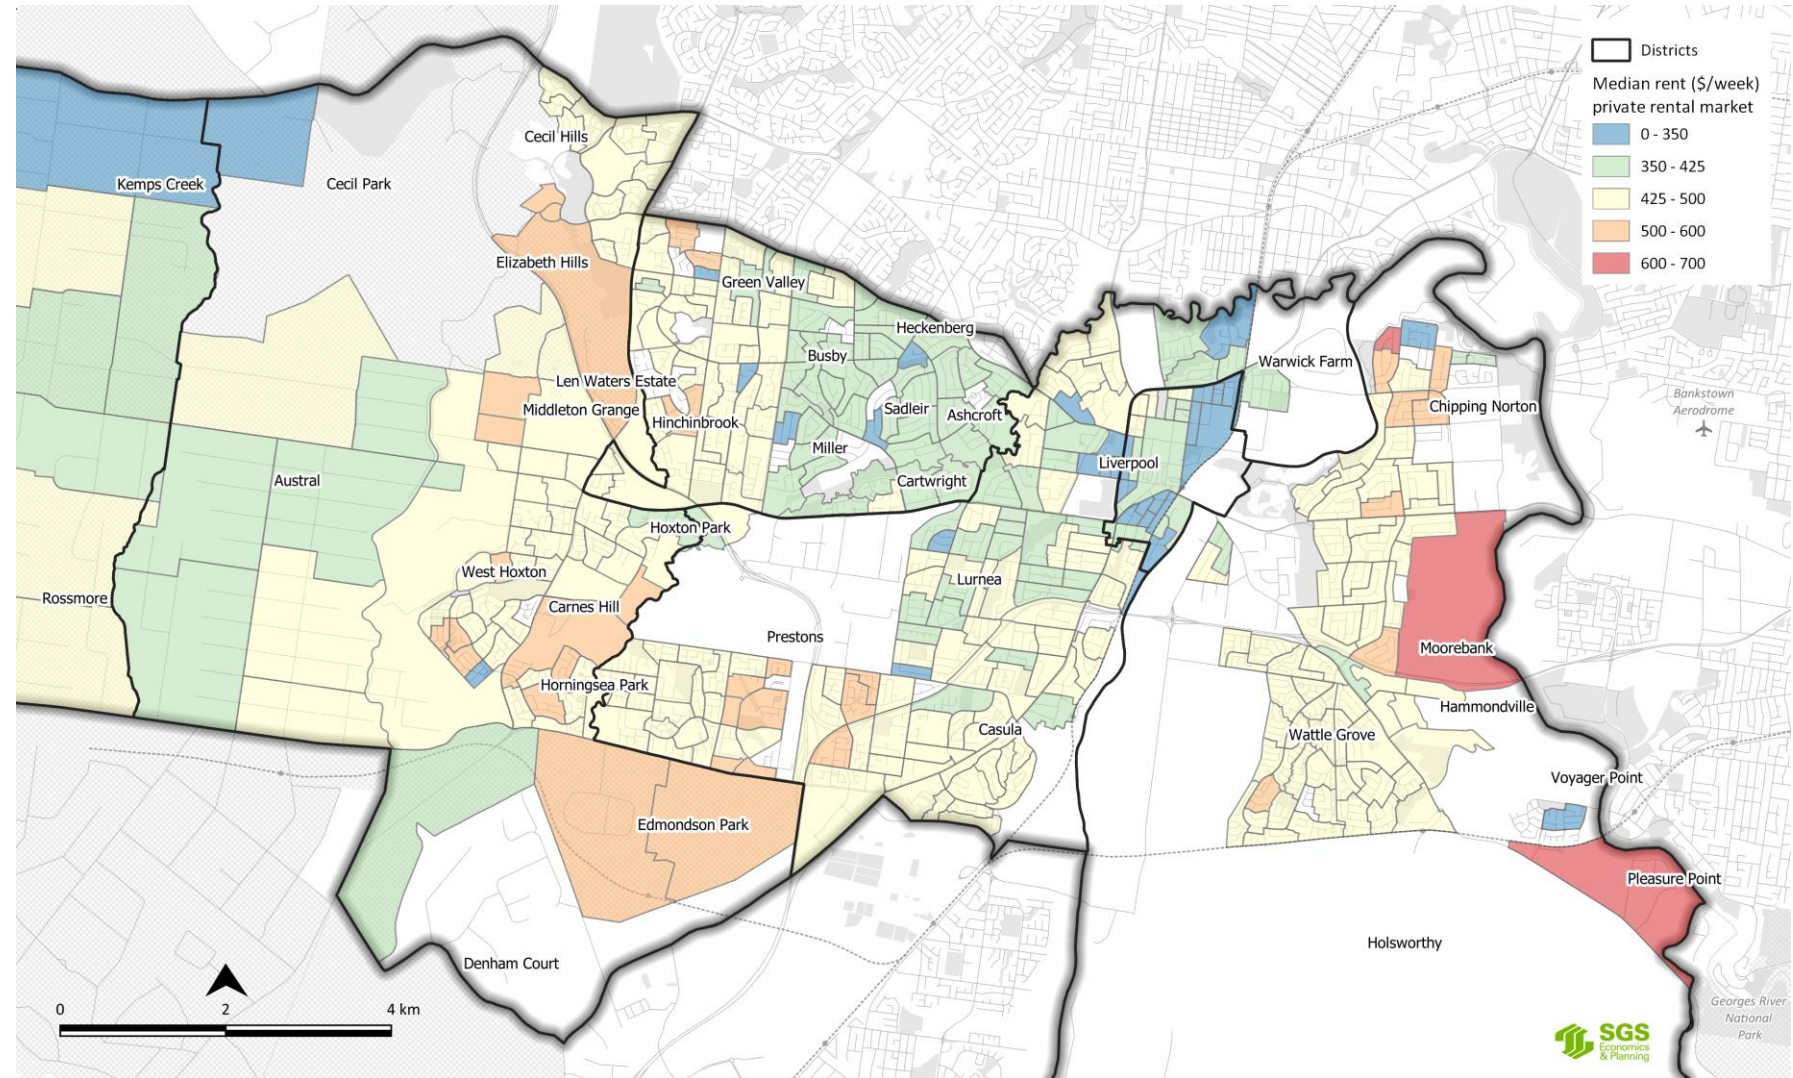 Districts
Median rent ($/week)
private rental market
0 - 350
350 - 425
425 - 500
500 - 600
600 - 700
Cecil Hills
Kemps Creek
Cecil Park
Elizabeth Hills
Green Valley
Heckenberg
Busby
Warwick Farm
Len Waters Estate
Middleton Grange
Hinchinbrook
Sadleir
Ashcroft
Chipping Norton
Bankstown
Aerodrome
Miller
Liverpool
Austral
Cartwright
Hoxton Park
West Hoxton
Lurnea
Rossmore
Carnes Hill
Prestons
Moorebank
Horningsea Park
Hammondville
Casula
Wattle Grove
Voyager Point
Edmondson Park
Pleasure Point
Holsworthy
Denham Court
0
2
4 km
Georges River
National
Park
SGS
Economics
& Planning